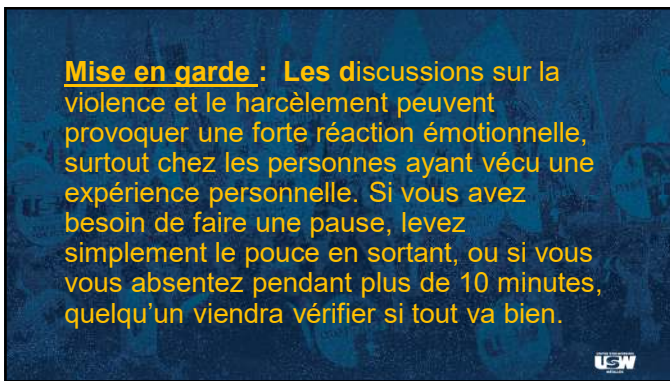 Mise en garde : Les discussions sur la
violence et le harcèlement peuvent
provoquer une forte réaction émotionnelle,
surtout chez les personnes ayant vécu une
expérience personnelle. Si vous avez
besoin de faire une pause, levez
simplement le pouce en sortant, ou si vous
vous absentez pendant plus de 10 minutes,
quelqu'un viendra vérifier si tout va bien.
USW